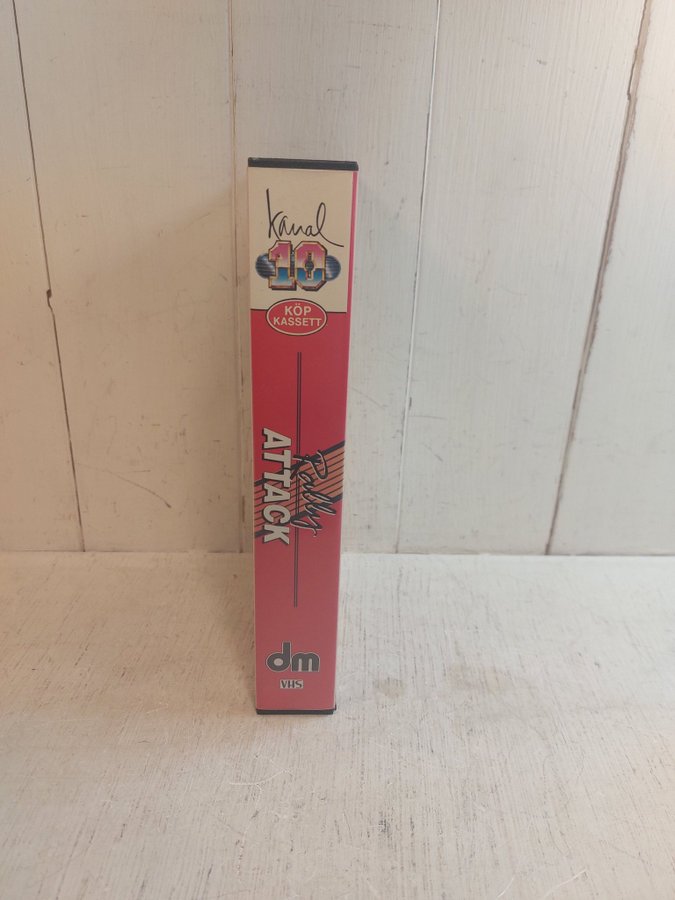 Kanal
10
KÖP
KASSETT
Rally
ATTACK
dm
VHS